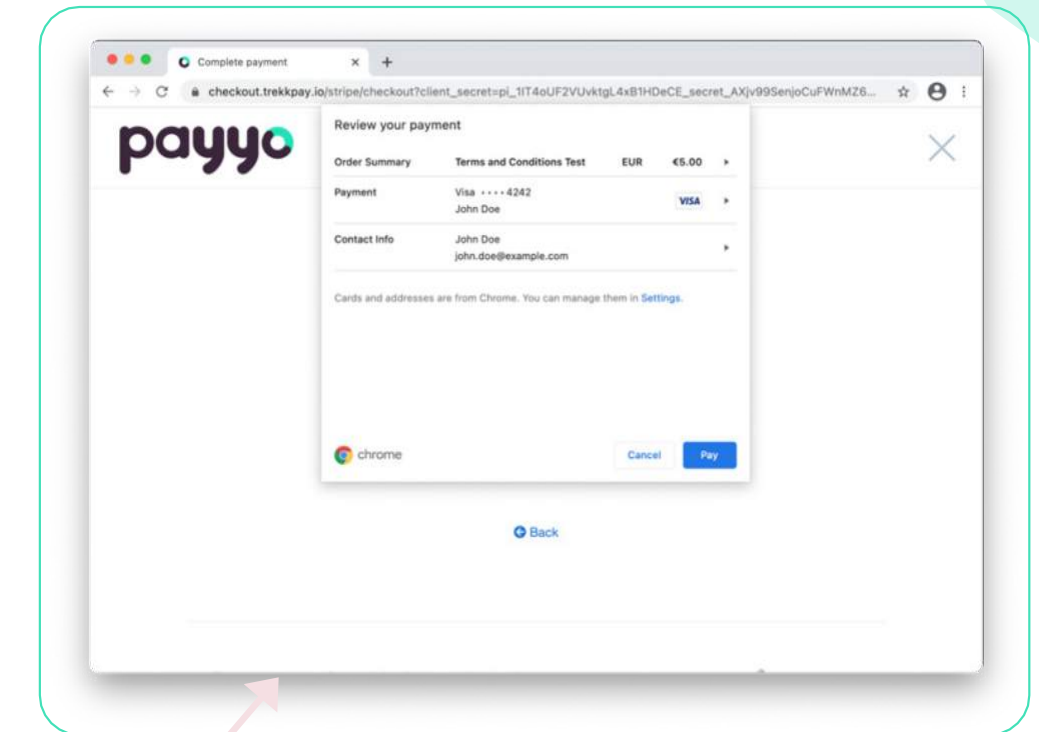 Complete payment
checkout.trekkpay.io/stripe/checkout?client_secret=pi_1IT4oUF2VUvktgL4xB1HDeCE_secret_AXjv99SenjoCuFWnMZ6...
payyo
Review your payment
Order Summary Terms and Conditions Test EUR €5.00
Payment Visa ····4242 VISA
John Doe
Contact Info John Doe
john.doe@example.com
Cards and addresses are from Chrome. You can manage them in Settings.
chrome Cancel Pay
Back